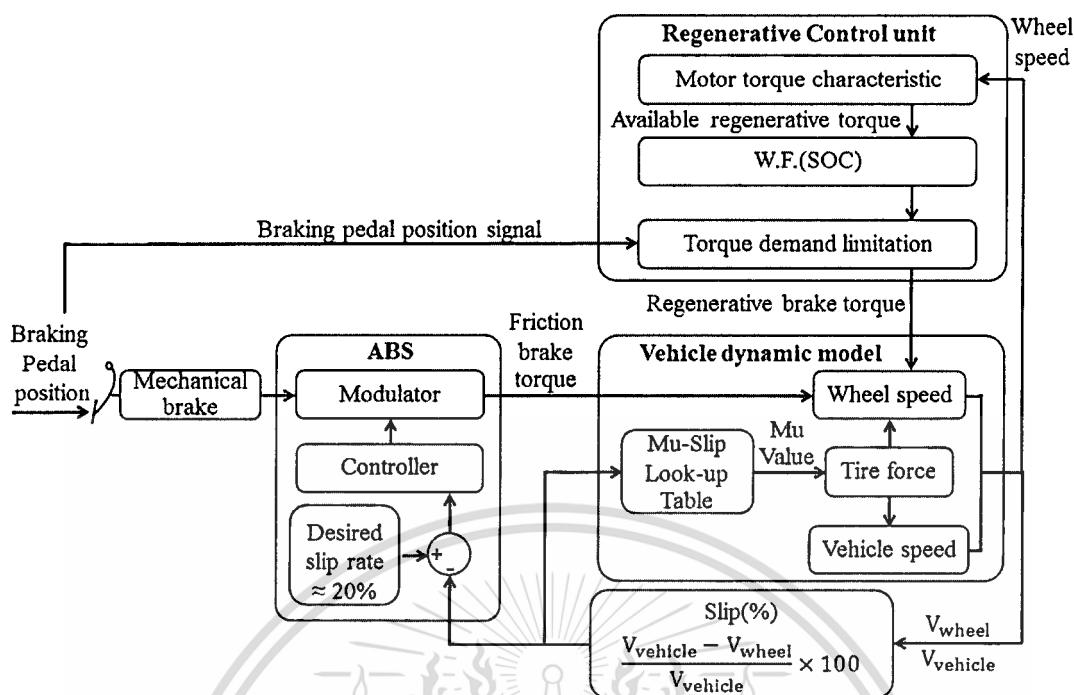 Regenerative Control unit
Wheel
speed
Motor torque characteristic
Available regenerative torque
W.F.(SOC)
Braking pedal position signal
Torque demand limitation
Regenerative brake torque
Braking
Pedal
position
Mechanical
brake
ABS
Modulator
Controller
Desired
slip rate
≈ 20%
+
-
Friction
brake
torque
Vehicle dynamic model
Wheel speed
Mu-Slip
Look-up
Table
Mu
Value
Tire force
Vehicle speed
Slip(%)
V_vehicle − V_wheel
V_vehicle
× 100
V_wheel
V_vehicle